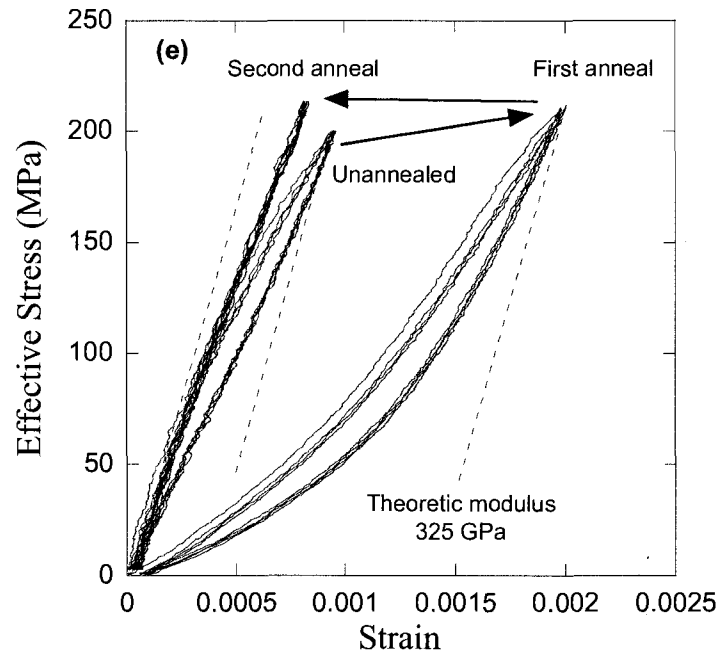 250
(e)
Second anneal
First anneal
200
Unannealed
150
Effective Stress (MPa)
100
50
Theoretic modulus
325 GPa
0
0 0.0005 0.001 0.0015 0.002 0.0025
Strain